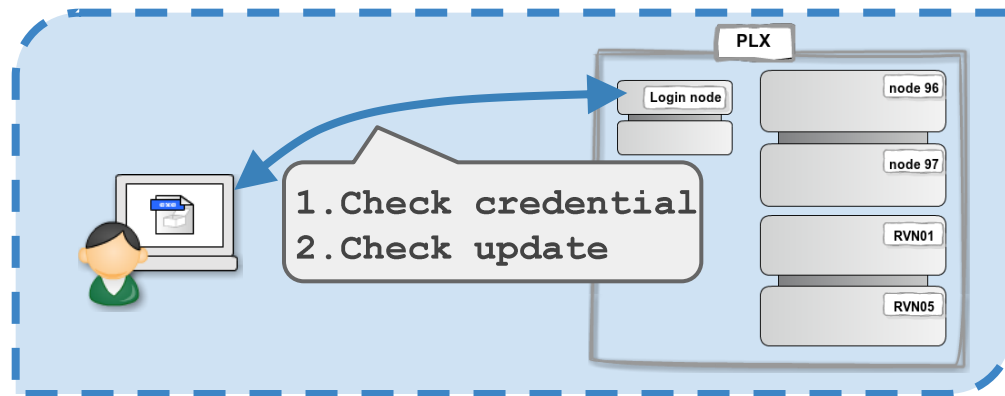 PLX
Login node
node 96
node 97
1.Check credential
2.Check update
RVN01
RVN05